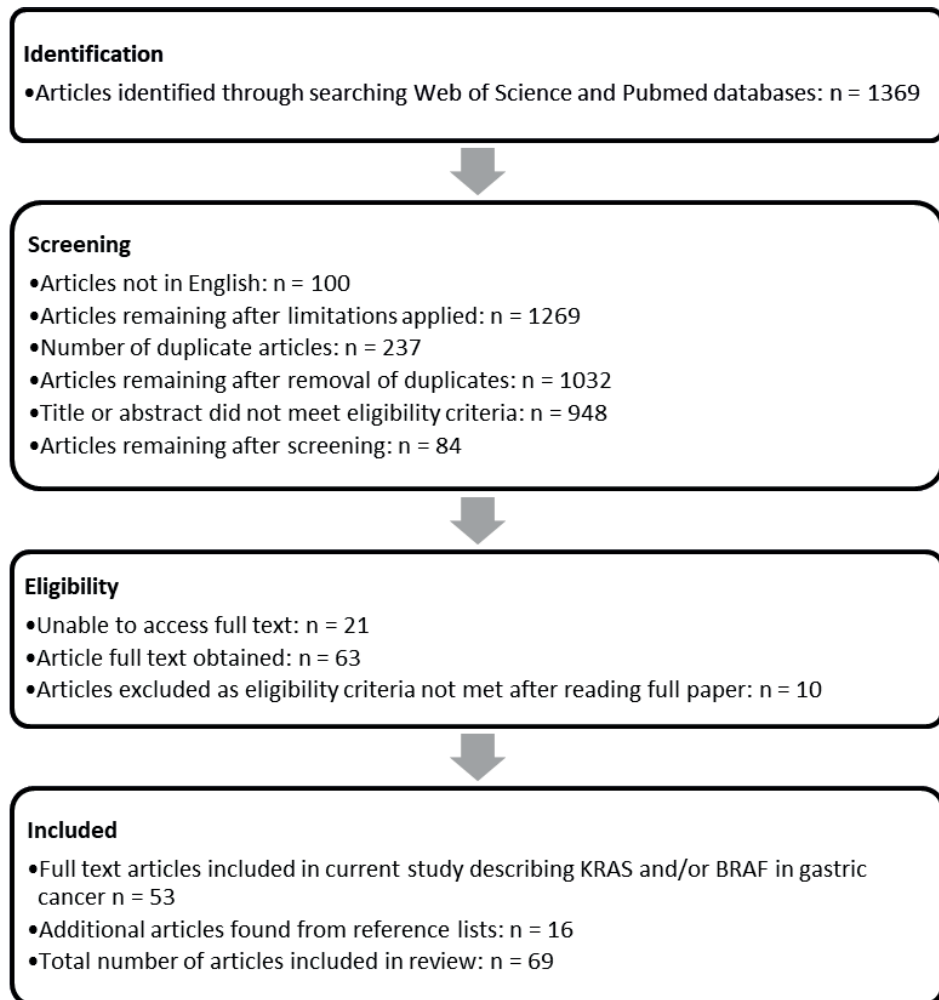 Identification
•Articles identified through searching Web of Science and Pubmed databases: n = 1369
Screening
•Articles not in English: n = 100
•Articles remaining after limitations applied: n = 1269
•Number of duplicate articles: n = 237
•Articles remaining after removal of duplicates: n = 1032
•Title or abstract did not meet eligibility criteria: n = 948
•Articles remaining after screening: n = 84
Eligibility
•Unable to access full text: n = 21
•Article full text obtained: n = 63
•Articles excluded as eligibility criteria not met after reading full paper: n = 10
Included
•Full text articles included in current study describing KRAS and/or BRAF in gastric
cancer n = 53
•Additional articles found from reference lists: n = 16
•Total number of articles included in review: n = 69